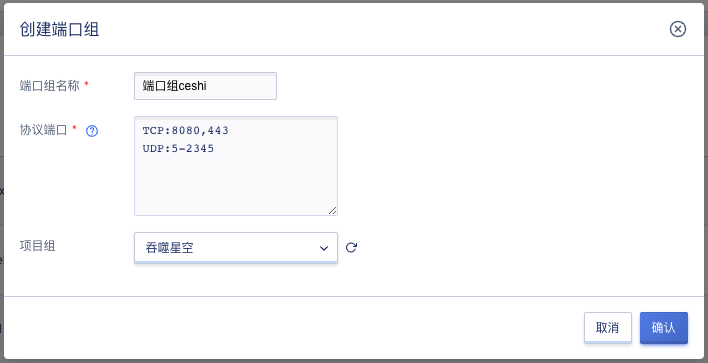 创建端口组
端口组名称 *
端口组ceshi
协议端口 *
TCP:8080,443
UDP:5-2345
项目组
吞噬星空
取消
确认